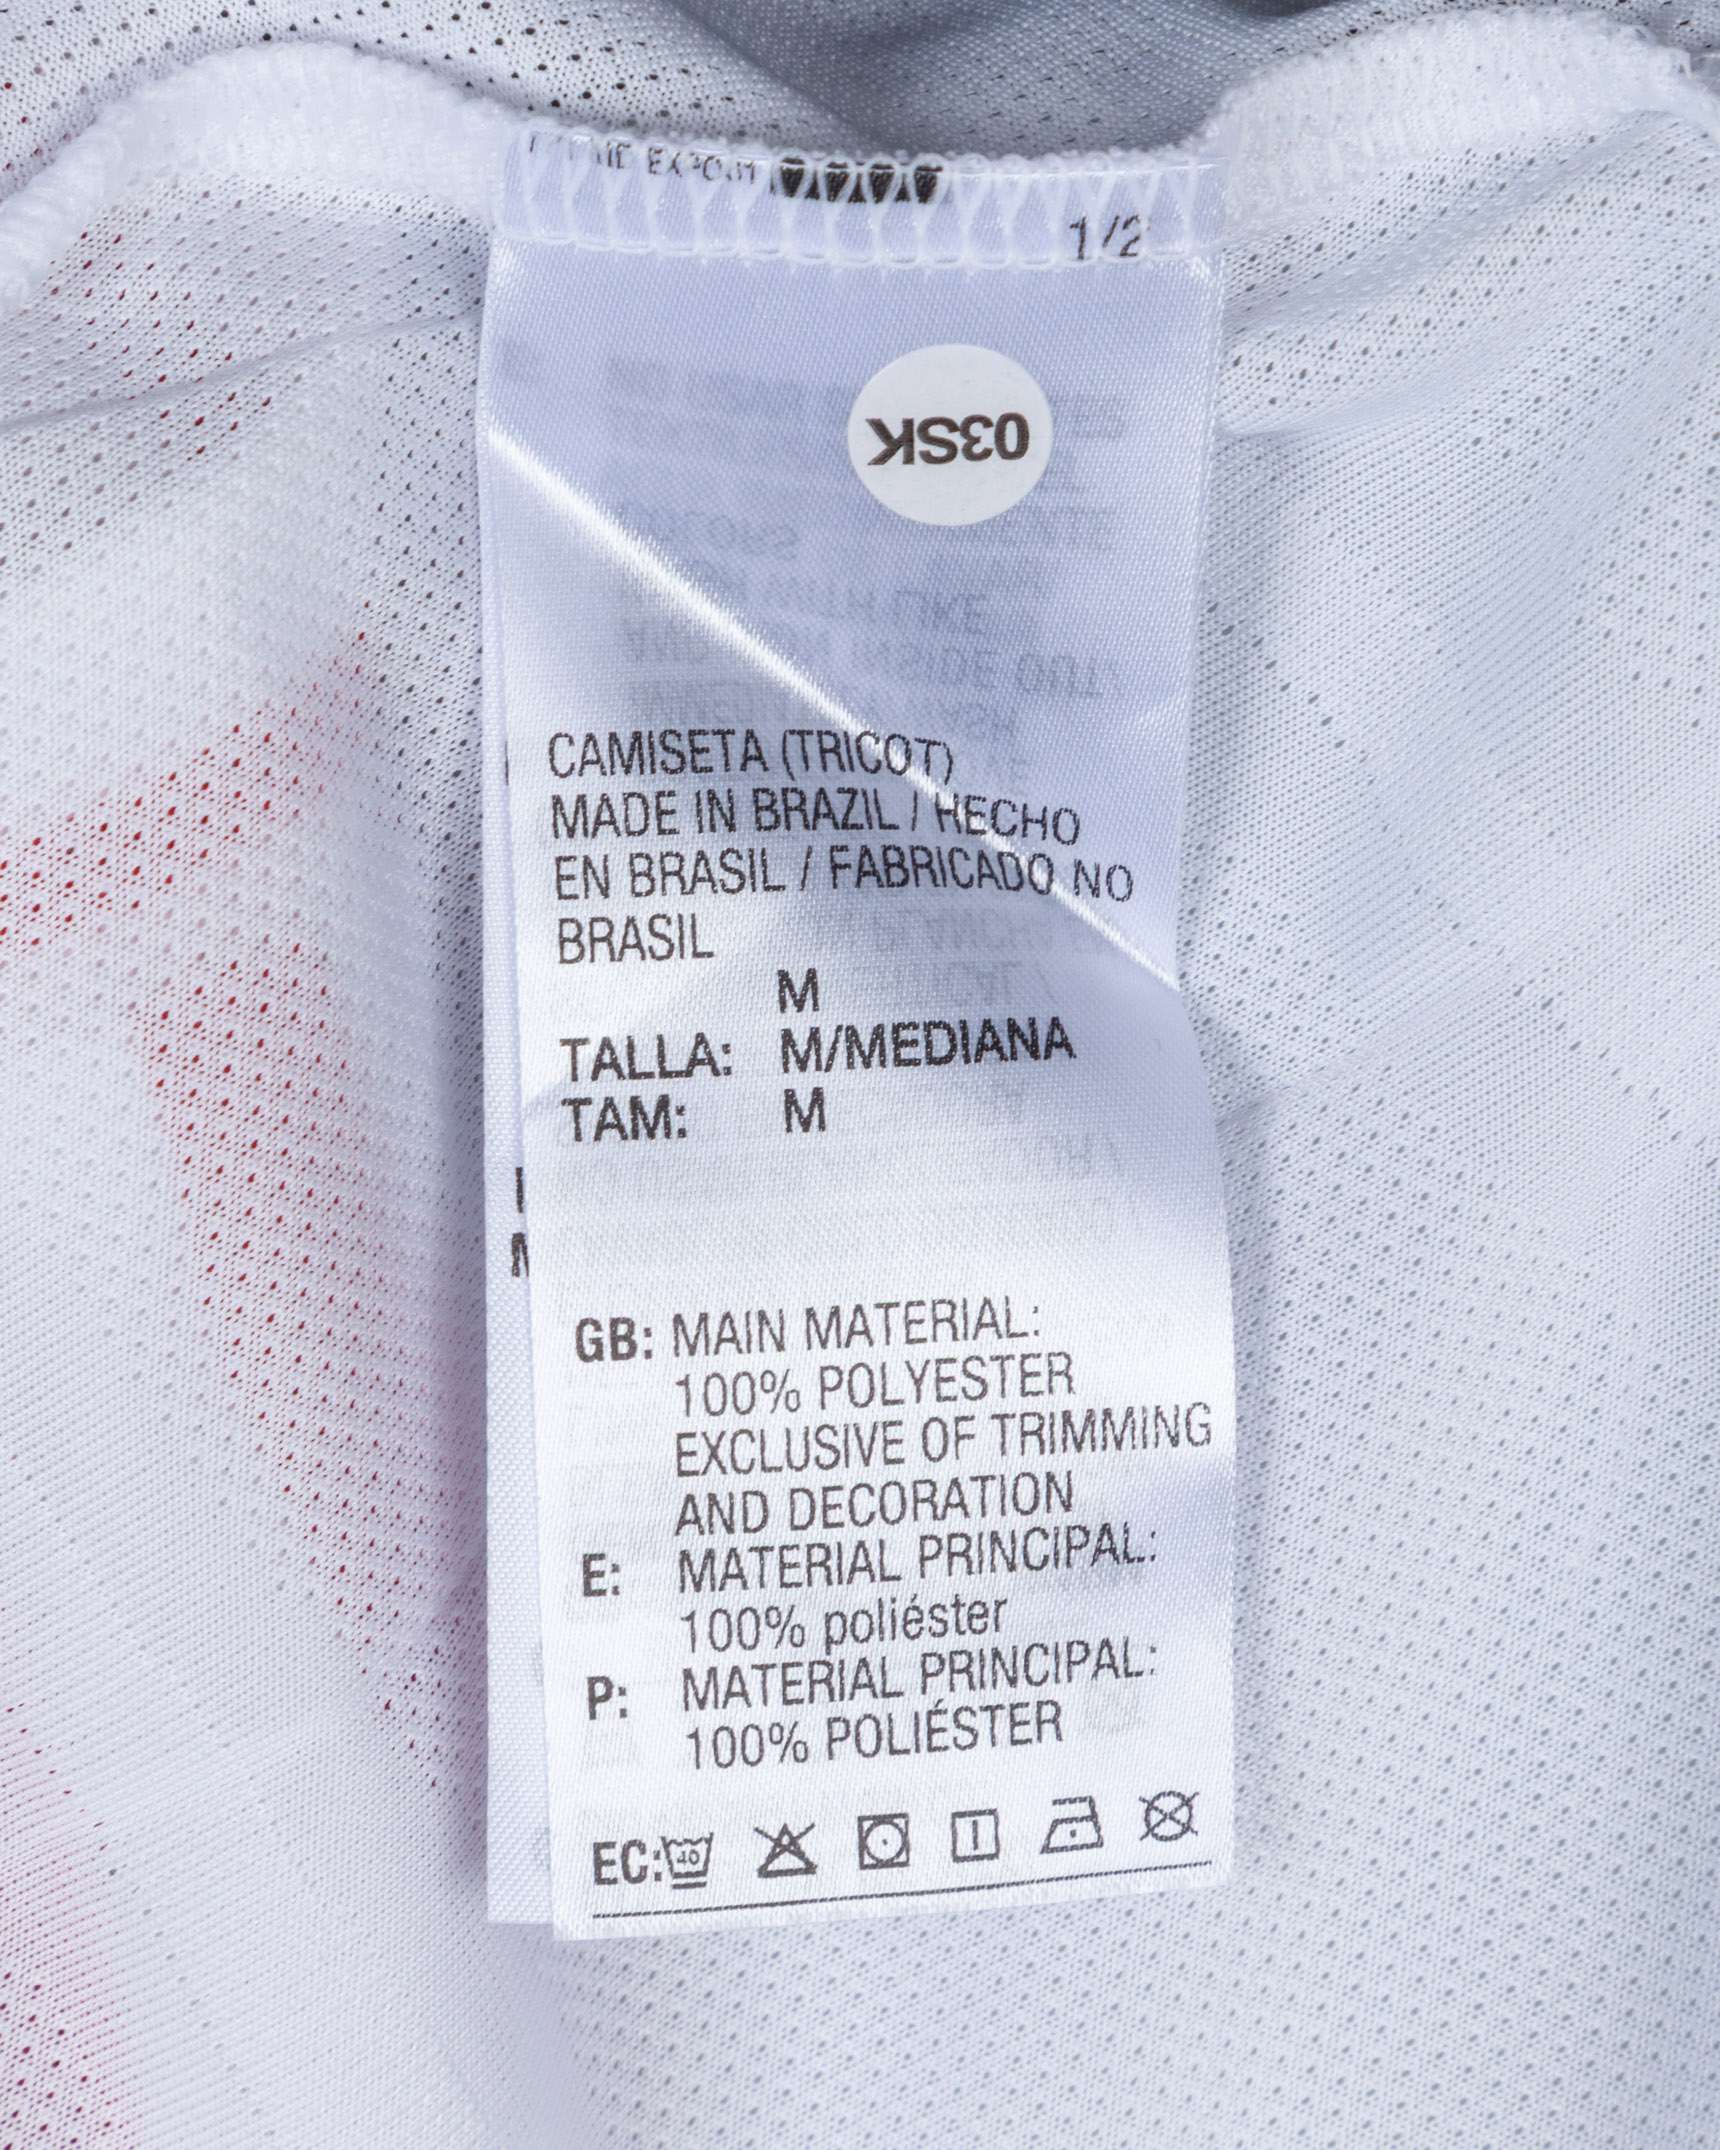 1/2
03SK
CAMISETA (TRICOT)
MADE IN BRAZIL / HECHO
EN BRASIL / FABRICADO NO
BRASIL
M
TALLA: M/MEDIANA
TAM: M
GB: MAIN MATERIAL:
100% POLYESTER
EXCLUSIVE OF TRIMMING
AND DECORATION
E: MATERIAL PRINCIPAL:
100% poliéster
P: MATERIAL PRINCIPAL:
100% POLIÉSTER
EC: 40